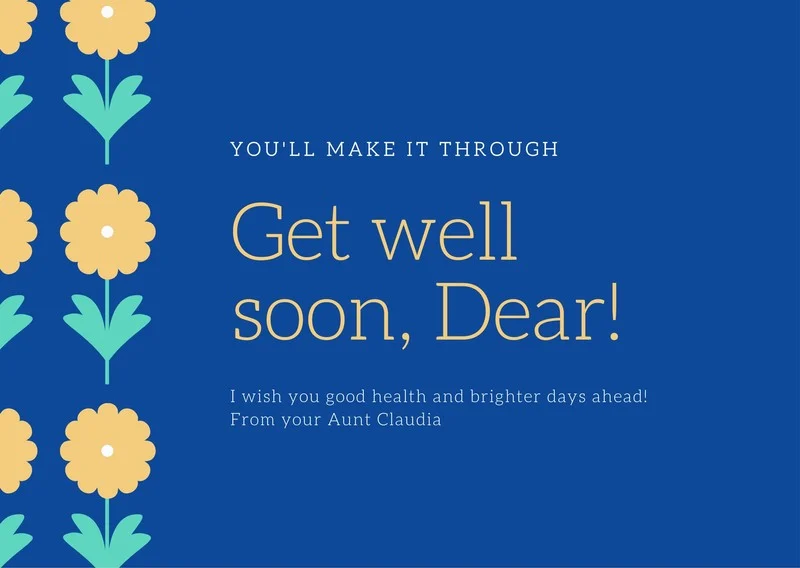 YOU'LL MAKE IT THROUGH
Get well
soon, Dear!
I wish you good health and brighter days ahead!
From your Aunt Claudia